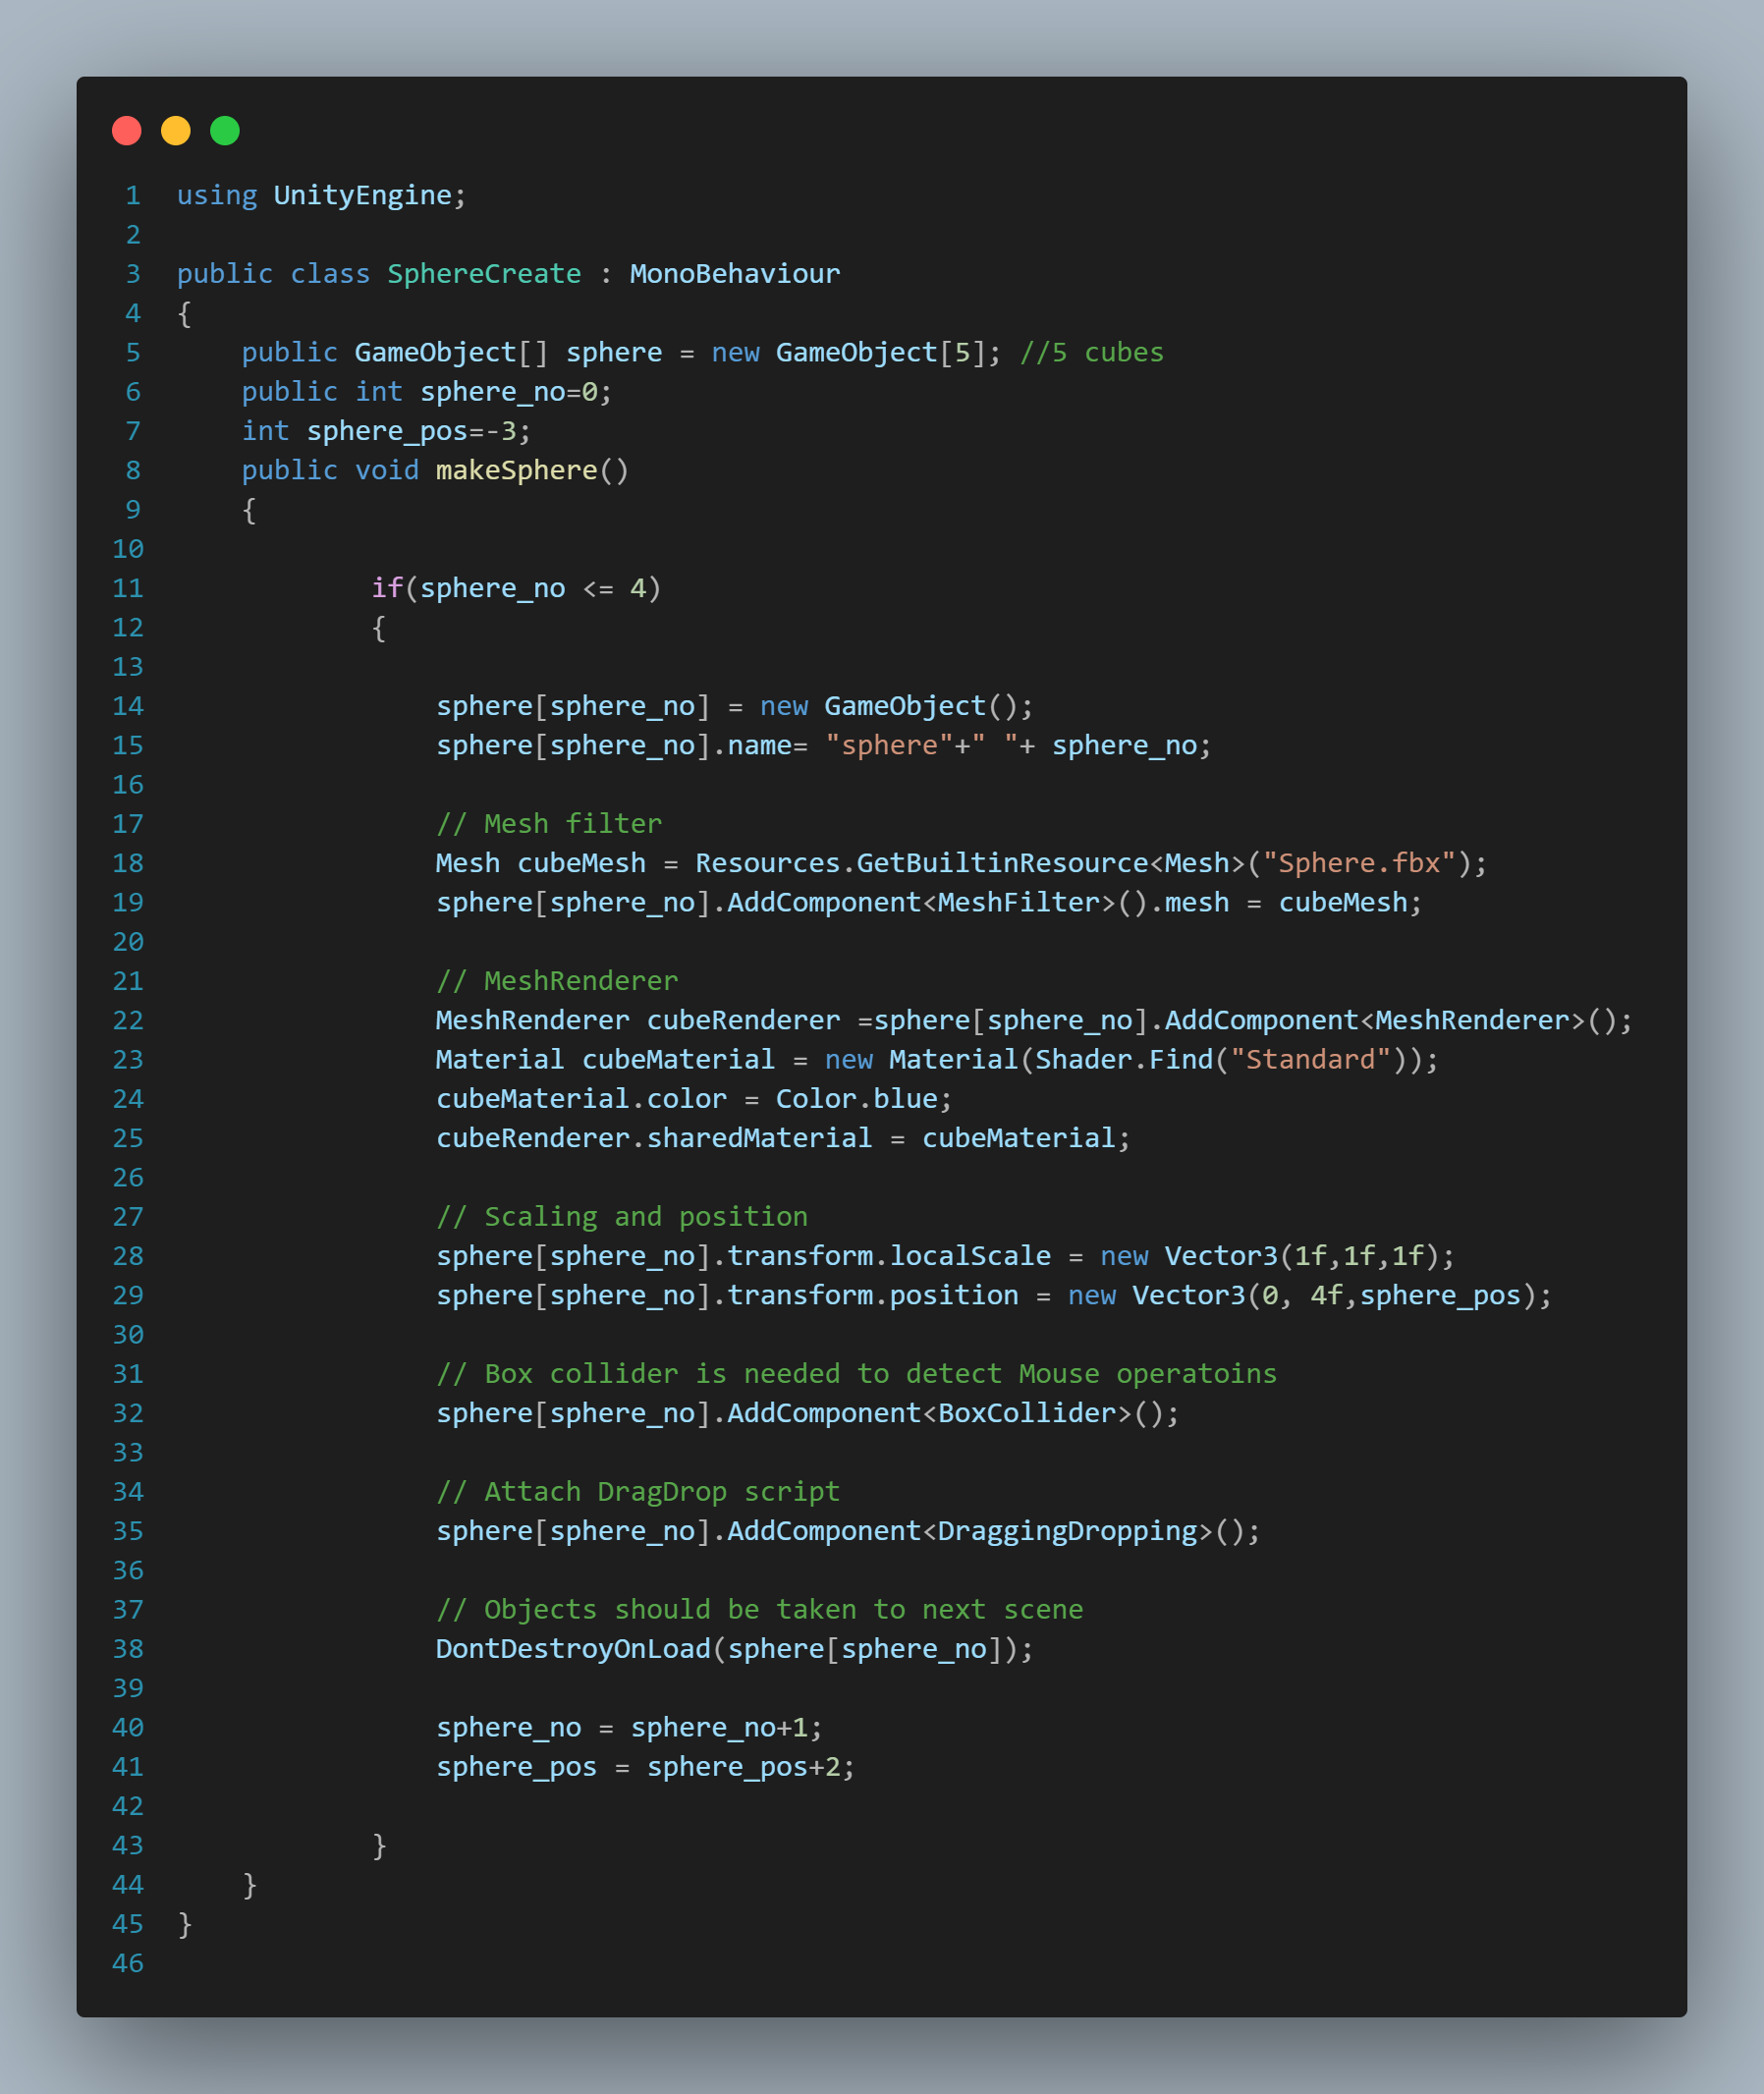 1 using UnityEngine;
2
3 public class SphereCreate : MonoBehaviour
4 {
5     public GameObject[] sphere = new GameObject[5]; //5 cubes
6     public int sphere_no=0;
7     int sphere_pos=-3;
8     public void makeSphere()
9     {
10
11             if(sphere_no <= 4)
12             {
13
14                 sphere[sphere_no] = new GameObject();
15                 sphere[sphere_no].name= "sphere"+" "+ sphere_no;
16
17                 // Mesh filter
18                 Mesh cubeMesh = Resources.GetBuiltinResource<Mesh>("Sphere.fbx");
19                 sphere[sphere_no].AddComponent<MeshFilter>().mesh = cubeMesh;
20
21                 // MeshRenderer
22                 MeshRenderer cubeRenderer =sphere[sphere_no].AddComponent<MeshRenderer>();
23                 Material cubeMaterial = new Material(Shader.Find("Standard"));
24                 cubeMaterial.color = Color.blue;
25                 cubeRenderer.sharedMaterial = cubeMaterial;
26
27                 // Scaling and position
28                 sphere[sphere_no].transform.localScale = new Vector3(1f,1f,1f);
29                 sphere[sphere_no].transform.position = new Vector3(0, 4f,sphere_pos);
30
31                 // Box collider is needed to detect Mouse operatoins
32                 sphere[sphere_no].AddComponent<BoxCollider>();
33
34                 // Attach DragDrop script
35                 sphere[sphere_no].AddComponent<DraggingDropping>();
36
37                 // Objects should be taken to next scene
38                 DontDestroyOnLoad(sphere[sphere_no]);
39
40                 sphere_no = sphere_no+1;
41                 sphere_pos = sphere_pos+2;
42
43             }
44     }
45 }
46